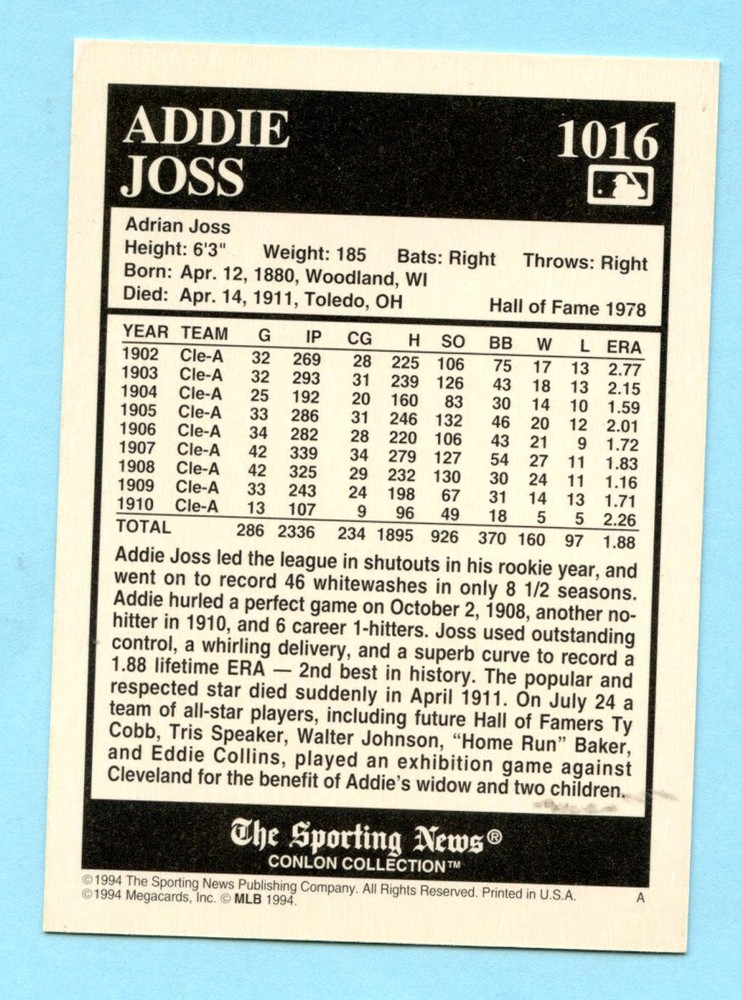 ADDIE
JOSS
1016
Adrian Joss
Height: 6'3" Weight: 185 Bats: Right Throws: Right
Born: Apr. 12, 1880, Woodland, WI
Died: Apr. 14, 1911, Toledo, OH Hall of Fame 1978
YEAR TEAM G IP CG H SO BB W L ERA
1902 Cle-A 32 269 28 225 106 75 17 13 2.77
1903 Cle-A 32 293 31 239 126 43 18 13 2.15
1904 Cle-A 25 192 20 160 83 30 14 10 1.59
1905 Cle-A 33 286 31 246 132 46 20 12 2.01
1906 Cle-A 34 282 28 220 106 43 21 9 1.72
1907 Cle-A 42 339 34 279 127 54 27 11 1.83
1908 Cle-A 42 325 29 232 130 30 24 11 1.16
1909 Cle-A 33 243 24 198 67 31 14 13 1.71
1910 Cle-A 13 107 9 96 49 18 5 5 2.26
TOTAL 286 2336 234 1895 926 370 160 97 1.88
Addie Joss led the league in shutouts in his rookie year, and
went on to record 46 whitewashes in only 8 1/2 seasons.
Addie hurled a perfect game on October 2, 1908, another no-
hitter in 1910, and 6 career 1-hitters. Joss used outstanding
control, a whirling delivery, and a superb curve to record a
1.88 lifetime ERA — 2nd best in history. The popular and
respected star died suddenly in April 1911. On July 24 a
team of all-star players, including future Hall of Famers Ty
Cobb, Tris Speaker, Walter Johnson, “Home Run” Baker,
and Eddie Collins, played an exhibition game against
Cleveland for the benefit of Addie’s widow and two children.
The Sporting News®
CONLON COLLECTION™
©1994 The Sporting News Publishing Company. All Rights Reserved. Printed in U.S.A. A
©1994 Megacards, Inc. © MLB 1994.